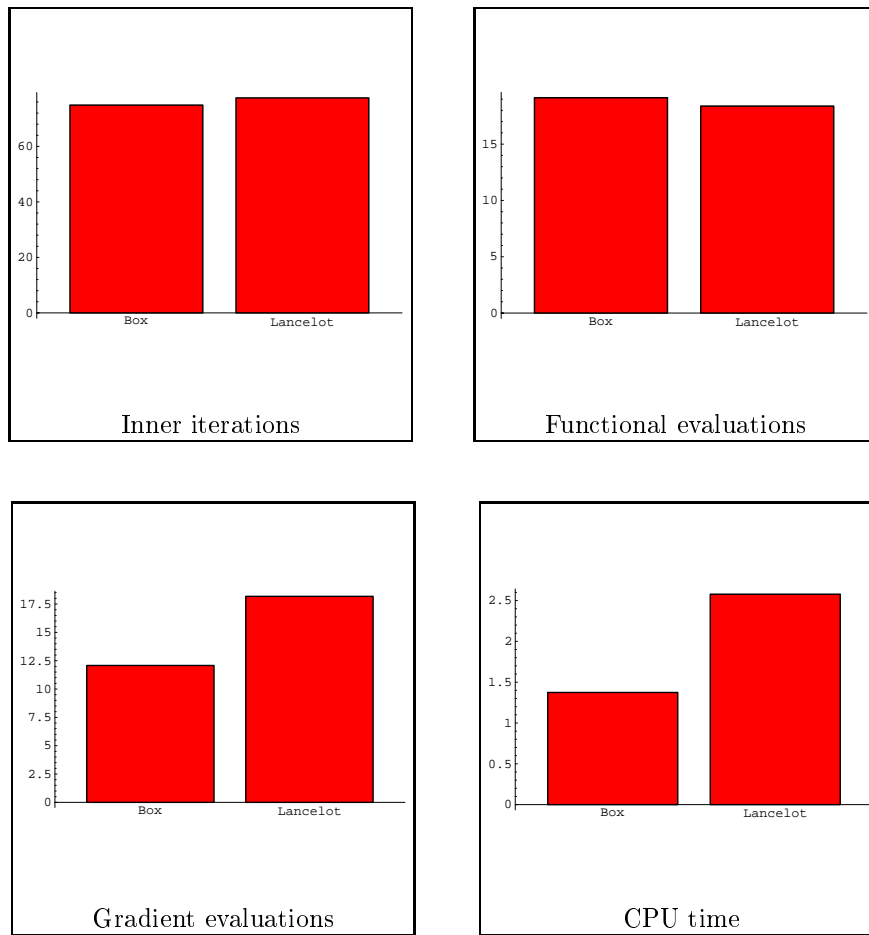 60
40
20
0
Box Lancelot
Inner iterations
15
10
5
0
Box Lancelot
Functional evaluations
17.5
15
12.5
10
7.5
5
2.5
0
Box Lancelot
Gradient evaluations
2.5
2
1.5
1
0.5
0
Box Lancelot
CPU time